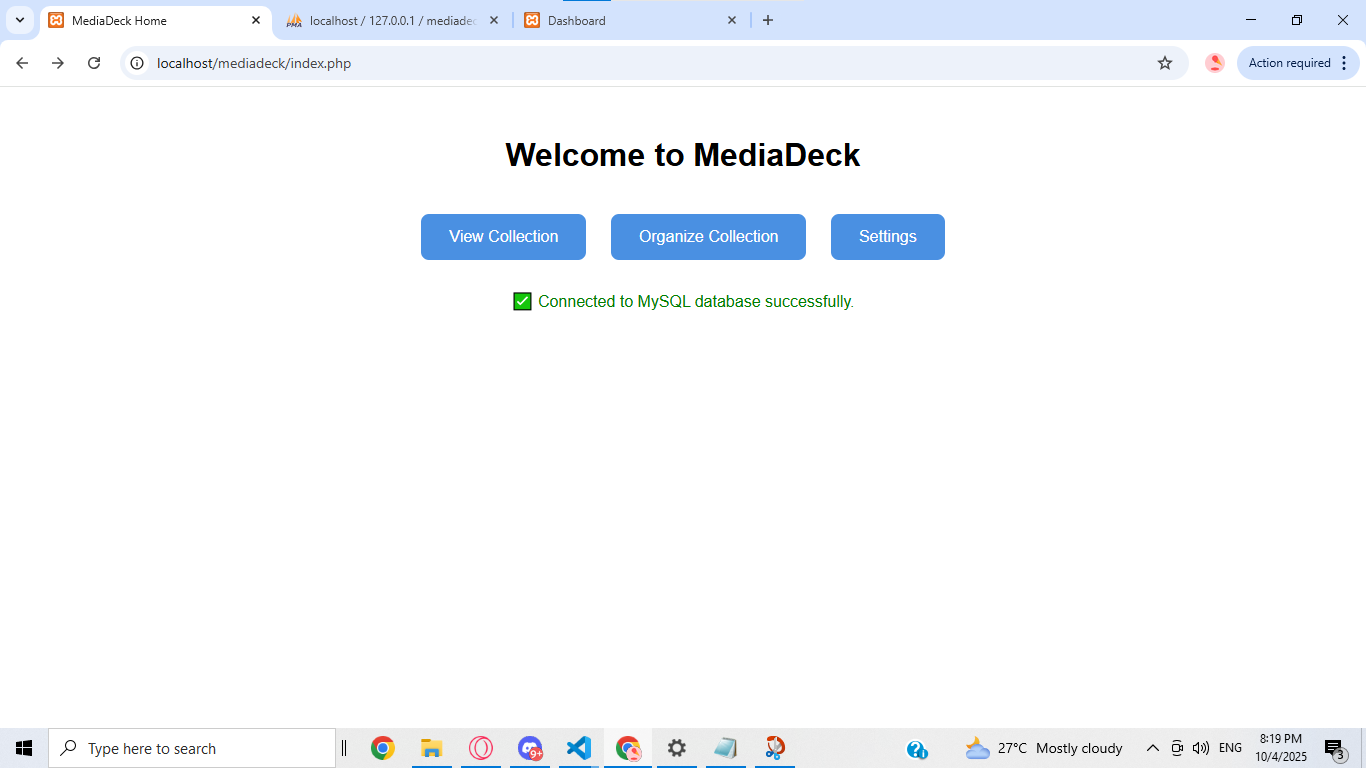 MediaDeck Home
localhost / 127.0.0.1 / mediadec
Dashboard
localhost/mediadeck/index.php
Action required
Welcome to MediaDeck
View Collection
Organize Collection
Settings
Connected to MySQL database successfully.
Type here to search
9+
27°C Mostly cloudy
ENG
8:19 PM
10/4/2025
3